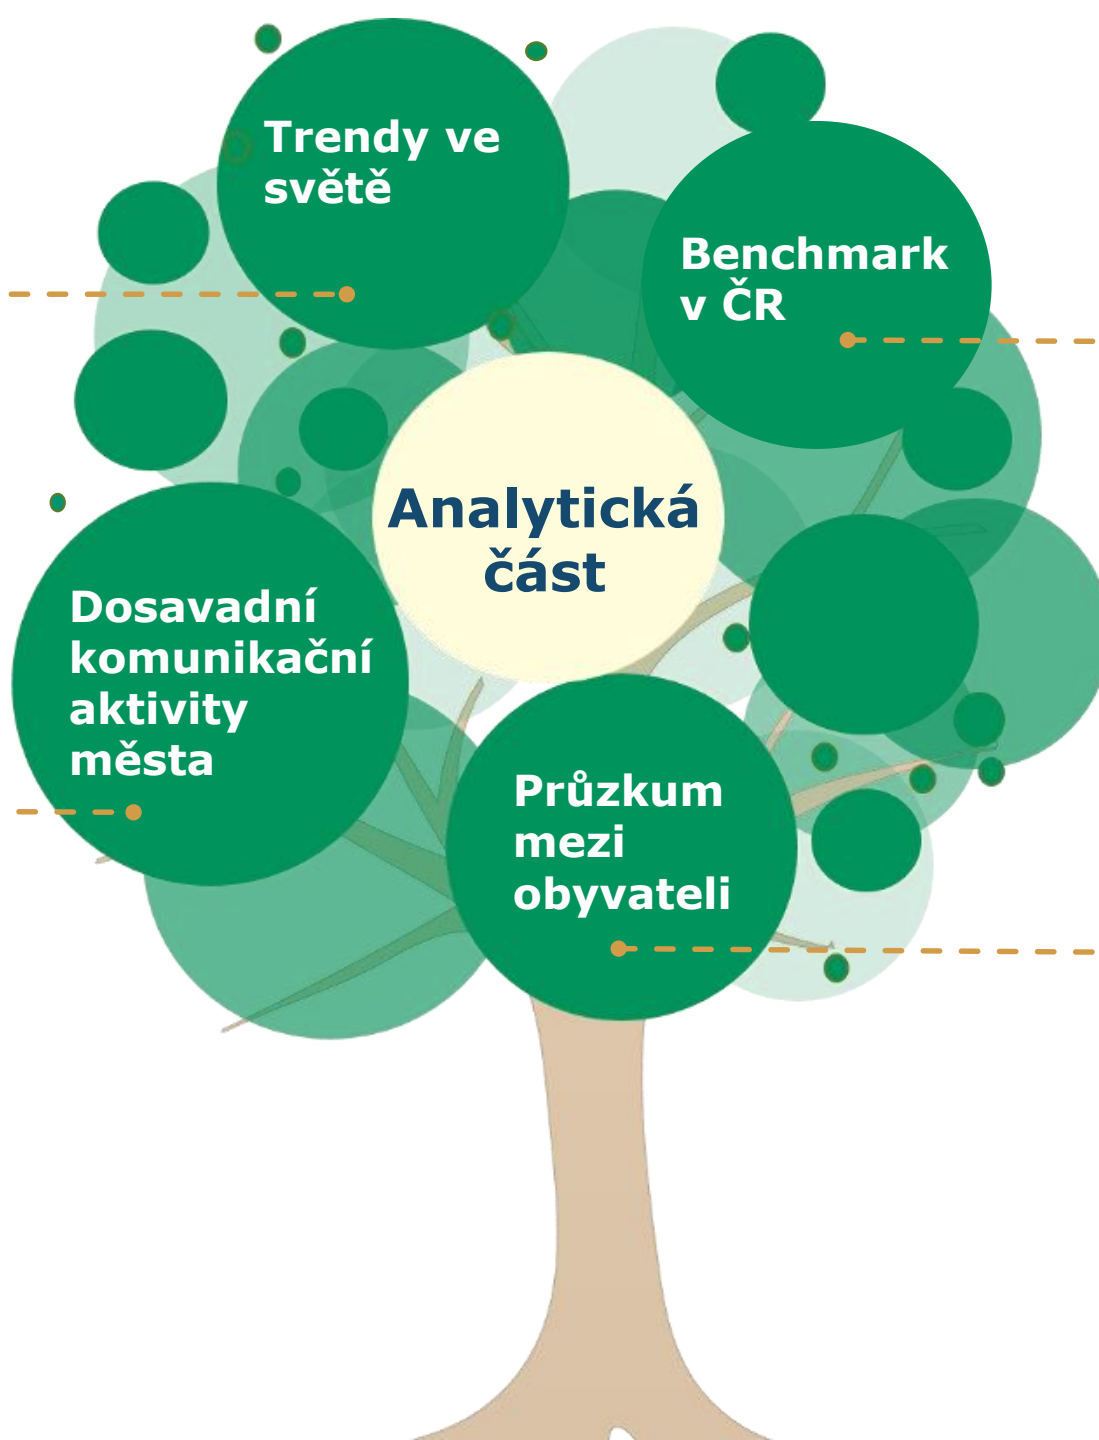 Trendy ve
světě
Benchmark
v ČR
Analytická
část
Dosavadní
komunikační
aktivity
města
Průzkum
mezi
obyvateli